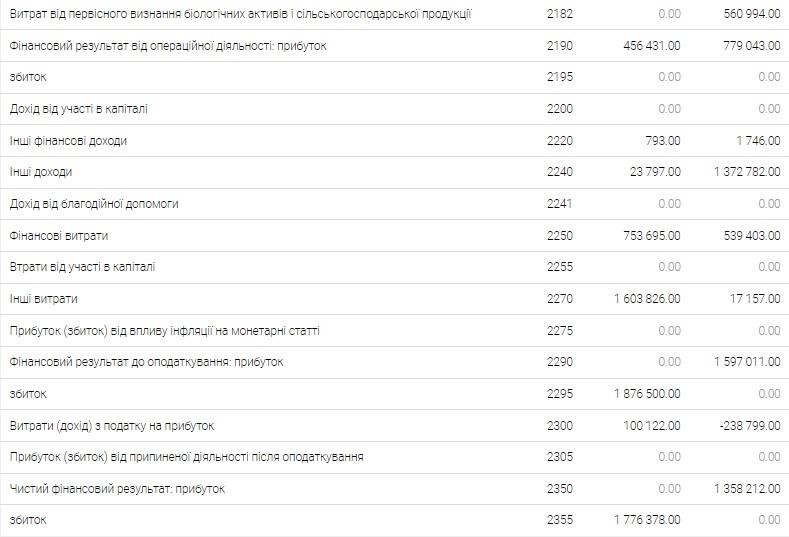 Витрат від первісного визнання біологічних активів і сільськогосподарської продукції 2182 0.00 560 994.00
Фінансовий результат від операційної діяльності: прибуток 2190 456 431.00 779 043.00
збиток 2195 0.00 0.00
Дохід від участі в капіталі 2200 0.00 0.00
Інші фінансові доходи 2220 793.00 1 746.00
Інші доходи 2240 23 797.00 1 372 782.00
Дохід від благодійної допомоги 2241 0.00 0.00
Фінансові витрати 2250 753 695.00 539 403.00
Втрати від участі в капіталі 2255 0.00 0.00
Інші витрати 2270 1 603 826.00 17 157.00
Прибуток (збиток) від впливу інфляції на монетарні статті 2275 0.00 0.00
Фінансовий результат до оподаткування: прибуток 2290 0.00 1 597 011.00
збиток 2295 1 876 500.00 0.00
Витрати (дохід) з податку на прибуток 2300 100 122.00 -238 799.00
Прибуток (збиток) від припиненої діяльності після оподаткування 2305 0.00 0.00
Чистий фінансовий результат: прибуток 2350 0.00 1 358 212.00
збиток 2355 1 776 378.00 0.00